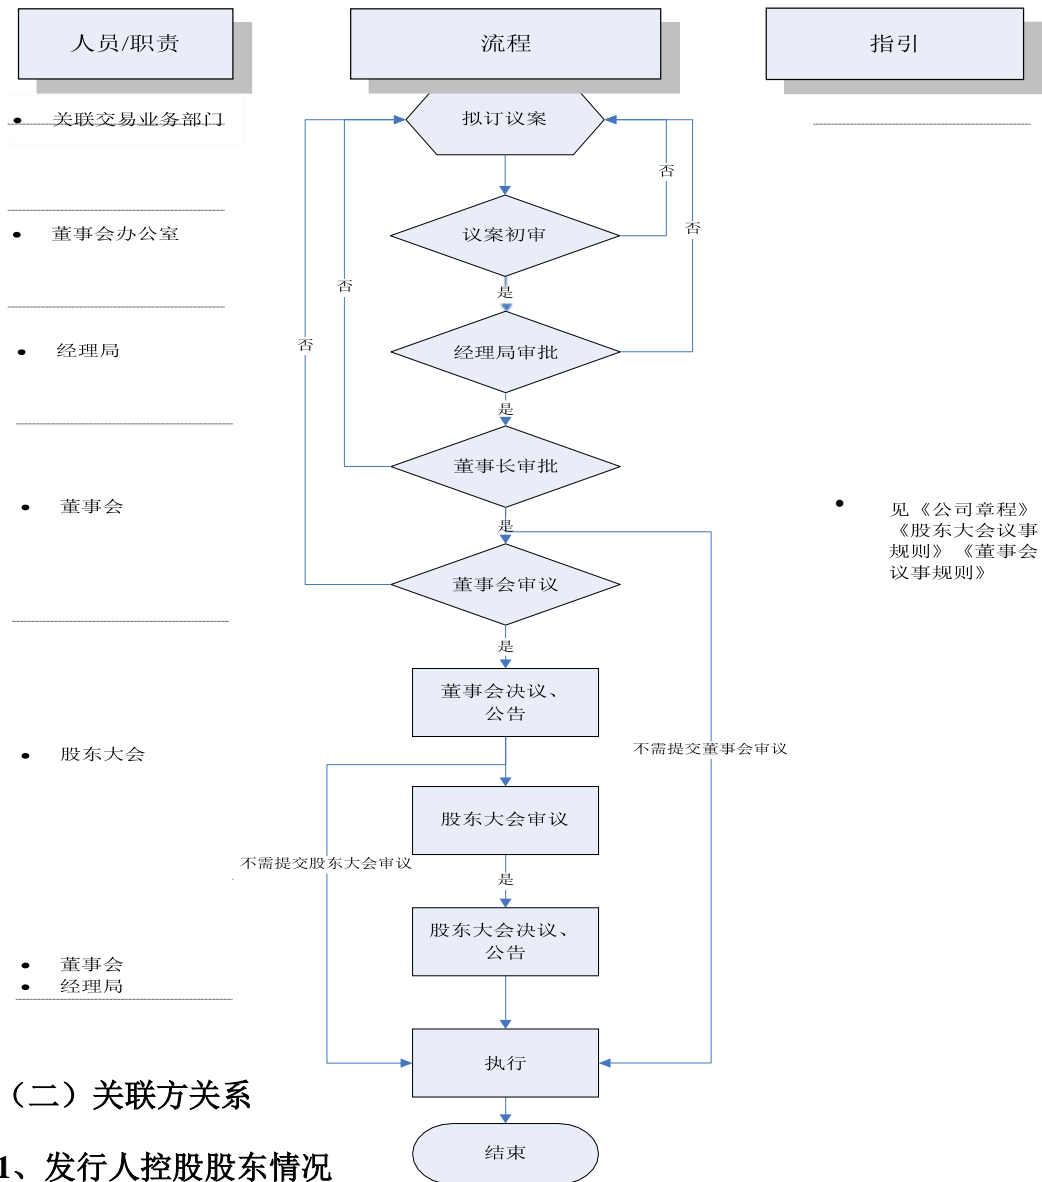 人员/职责
流程
指引
关联交易业务部门
拟订议案
否
董事会办公室
议案初审
否
是
否
否
经理局
经理局审批
是
董事长审批
董事会
见《公司章程》
《股东大会议事
规则》《董事会
议事规则》
是
董事会审议
是
董事会决议、
公告
股东大会
不需提交董事会审议
股东大会审议
不需提交股东大会审议
是
股东大会决议、
公告
董事会
经理局
执行
（二）关联方关系
结束
1、发行人控股股东情况